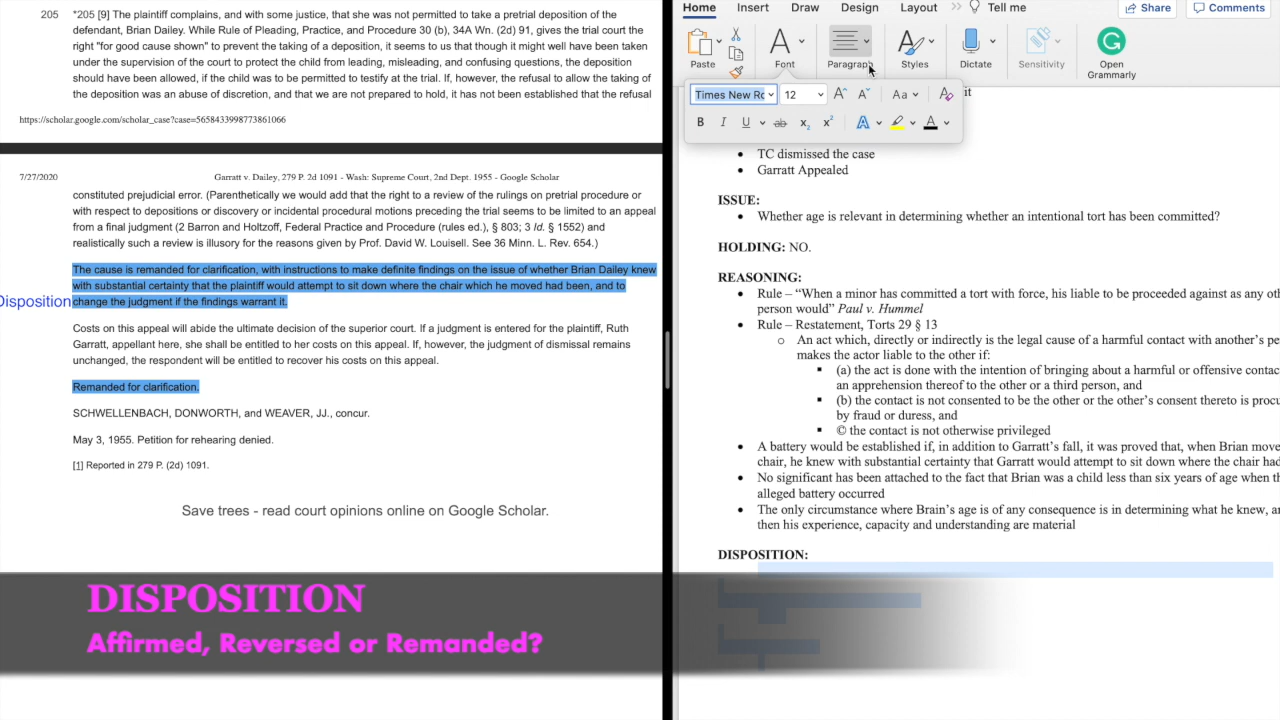 205 *205 [9] The plaintiff complains, and with some justice, that she was not permitted to take a pretrial deposition of the
defendant, Brian Dailey. While Rule of Pleading, Practice, and Procedure 30 (b), 34A Wn. (2d) 91, gives the trial court the
right "for good cause shown" to prevent the taking of a deposition, it seems to us that though it might well have been taken
under the supervision of the court to protect the child from leading, misleading, and confusing questions, the deposition
should have been allowed, if the child was to be permitted to testify at the trial. If, however, the refusal to allow the taking of
the deposition was an abuse of discretion, and that we are not prepared to hold, it has not been established that the refusal
https://scholar.google.com/scholar_case?case=5658433998773861066
7/27/2020 Garratt v. Dailey, 279 P. 2d 1091 - Wash: Supreme Court, 2nd Dept. 1955 - Google Scholar
constituted prejudicial error. (Parenthetically we would add that the right to a review of the rulings on pretrial procedure or
with respect to depositions or discovery or incidental procedural motions preceding the trial seems to be limited to an appeal
from a final judgment (2 Barron and Holtzoff, Federal Practice and Procedure (rules ed.), § 803; 3 Id. § 1552) and
realistically such a review is illusory for the reasons given by Prof. David W. Louisell. See 36 Minn. L. Rev. 654.)
The cause is remanded for clarification, with instructions to make definite findings on the issue of whether Brian Dailey knew
with substantial certainty that the plaintiff would attempt to sit down where the chair which he moved had been, and to
Disposition change the judgment if the findings warrant it.
Costs on this appeal will abide the ultimate decision of the superior court. If a judgment is entered for the plaintiff, Ruth
Garratt, appellant here, she shall be entitled to her costs on this appeal. If, however, the judgment of dismissal remains
unchanged, the respondent will be entitled to recover his costs on this appeal.
Remanded for clarification.
SCHWELLENBACH, DONWORTH, and WEAVER, JJ., concur.
May 3, 1955. Petition for rehearing denied.
[1] Reported in 279 P. (2d) 1091.
Save trees - read court opinions online on Google Scholar.
DISPOSITION
Affirmed, Reversed or Remanded?
Home Insert Draw Design Layout >> Tell me Share Comments
Paste Font Paragraph Styles Dictate Sensitivity Open
Grammarly
Times New Ro 12 A A Aa A
B I U ab x2 x2 A A
it
• TC dismissed the case
• Garratt Appealed
ISSUE:
• Whether age is relevant in determining whether an intentional tort has been committed?
HOLDING: NO.
REASONING:
• Rule – “When a minor has committed a tort with force, his liable to be proceeded against as any oth
person would” Paul v. Hummel
• Rule – Restatement, Torts 29 § 13
o An act which, directly or indirectly is the legal cause of a harmful contact with another’s pe
makes the actor liable to the other if:
▪ (a) the act is done with the intention of bringing about a harmful or offensive contac
an apprehension thereof to the other or a third person, and
▪ (b) the contact is not consented to be the other or the other’s consent thereto is procu
by fraud or duress, and
▪ © the contact is not otherwise privileged
• A battery would be established if, in addition to Garratt’s fall, it was proved that, when Brian move
chair, he knew with substantial certainty that Garratt would attempt to sit down where the chair had
• No significant has been attached to the fact that Brian was a child less than six years of age when th
alleged battery occurred
• The only circumstance where Brain’s age is of any consequence is in determining what he knew, an
then his experience, capacity and understanding are material
DISPOSITION: